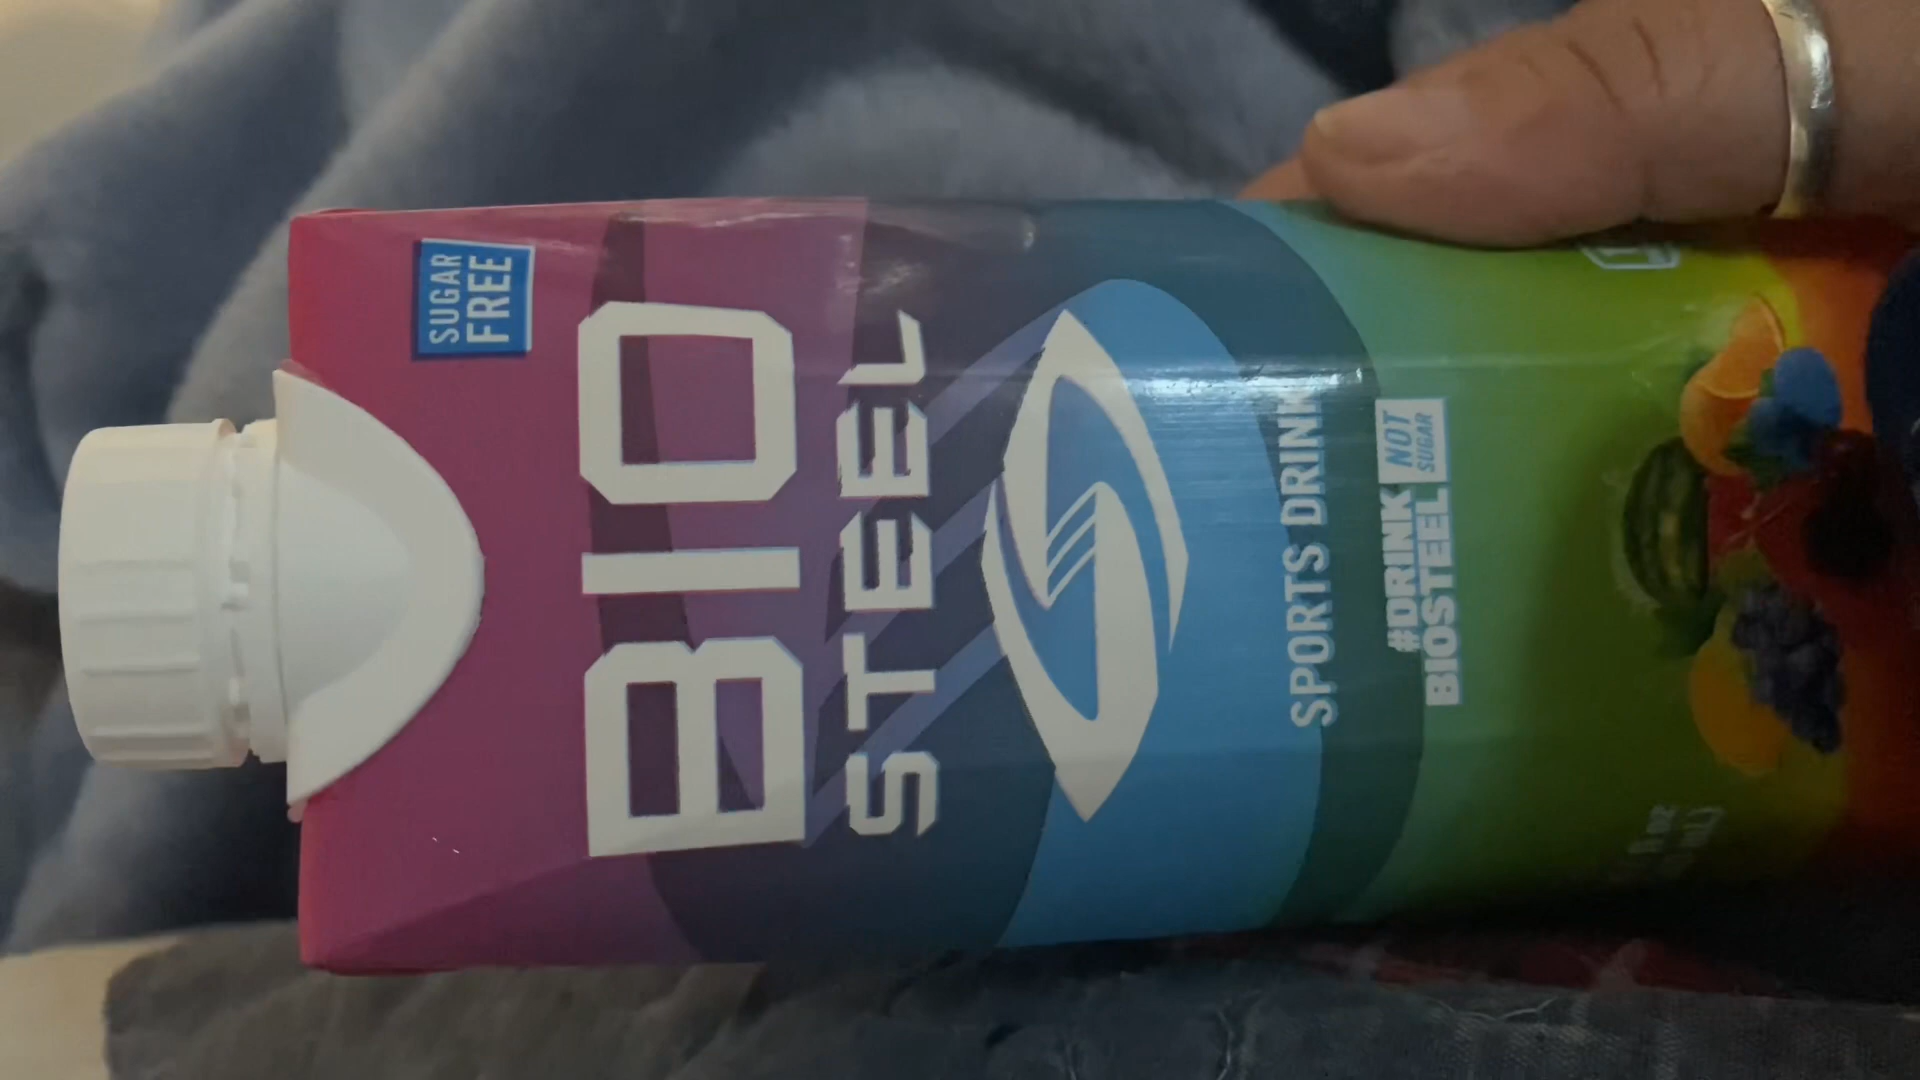 SUGAR
FREE
BIO
STEEL
SPORTS DRINK
#DRINK
BIOSTEEL
NOT
SUGAR